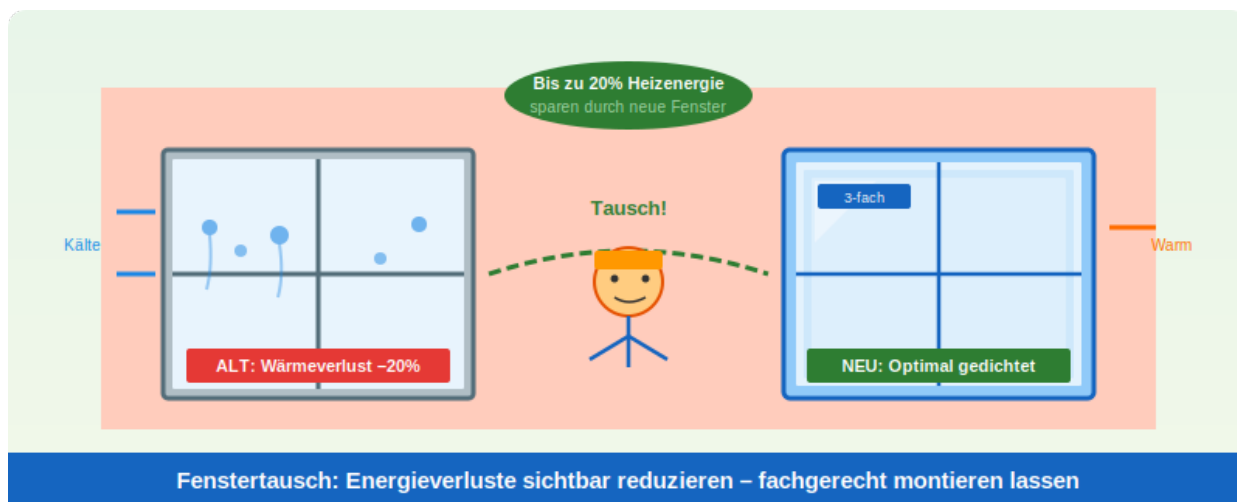 Bis zu 20% Heizenergie
sparen durch neue Fenster
3-fach
Tausch!
Kälte
Warm
ALT: Wärmeverlust –20%
NEU: Optimal gedichtet
Fenstertausch: Energieverluste sichtbar reduzieren – fachgerecht montieren lassen